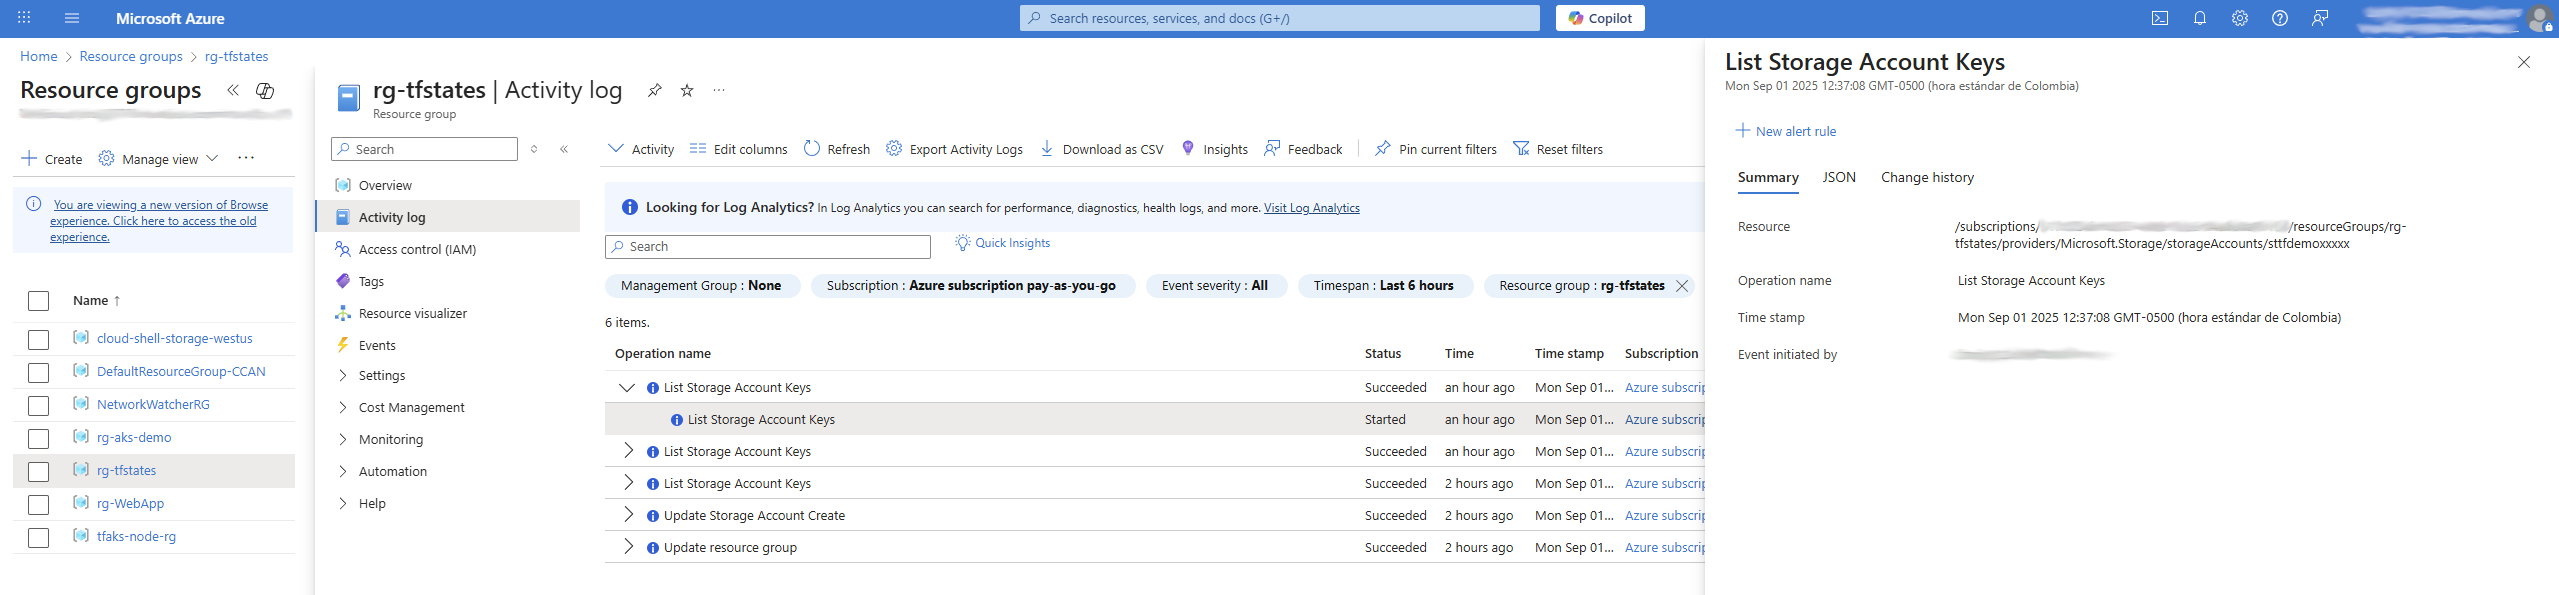 Microsoft Azure
Search resources, services, and docs (G+/)
Copilot
Home > Resource groups > rg-tfstates
Resource groups
Create
Manage view
You are viewing a new version of Browse
experience. Click here to access the old
experience.
Name ↑
cloud-shell-storage-westus
DefaultResourceGroup-CCAN
NetworkWatcherRG
rg-aks-demo
rg-tfstates
rg-WebApp
tfaks-node-rg
rg-tfstates | Activity log
Resource group
Search
Overview
Activity log
Access control (IAM)
Tags
Resource visualizer
Events
Settings
Cost Management
Monitoring
Automation
Help
Activity Edit columns Refresh Export Activity Logs Download as CSV Insights Feedback Pin current filters Reset filters
Looking for Log Analytics? In Log Analytics you can search for performance, diagnostics, health logs, and more. Visit Log Analytics
Search
Quick Insights
Management Group : None Subscription : Azure subscription pay-as-you-go Event severity : All Timespan : Last 6 hours Resource group : rg-tfstates
6 items.
Operation name Status Time Time stamp Subscription
List Storage Account Keys Succeeded an hour ago Mon Sep 01... Azure subscrip
List Storage Account Keys Started an hour ago Mon Sep 01... Azure subscrip
List Storage Account Keys Succeeded an hour ago Mon Sep 01... Azure subscrip
List Storage Account Keys Succeeded 2 hours ago Mon Sep 01... Azure subscrip
Update Storage Account Create Succeeded 2 hours ago Mon Sep 01... Azure subscrip
Update resource group Succeeded 2 hours ago Mon Sep 01... Azure subscrip
List Storage Account Keys
Mon Sep 01 2025 12:37:08 GMT-0500 (hora estándar de Colombia)
New alert rule
Summary JSON Change history
Resource /subscriptions/ /resourceGroups/rg-
tfstates/providers/Microsoft.Storage/storageAccounts/sttfdemoxxxxx
Operation name List Storage Account Keys
Time stamp Mon Sep 01 2025 12:37:08 GMT-0500 (hora estándar de Colombia)
Event initiated by